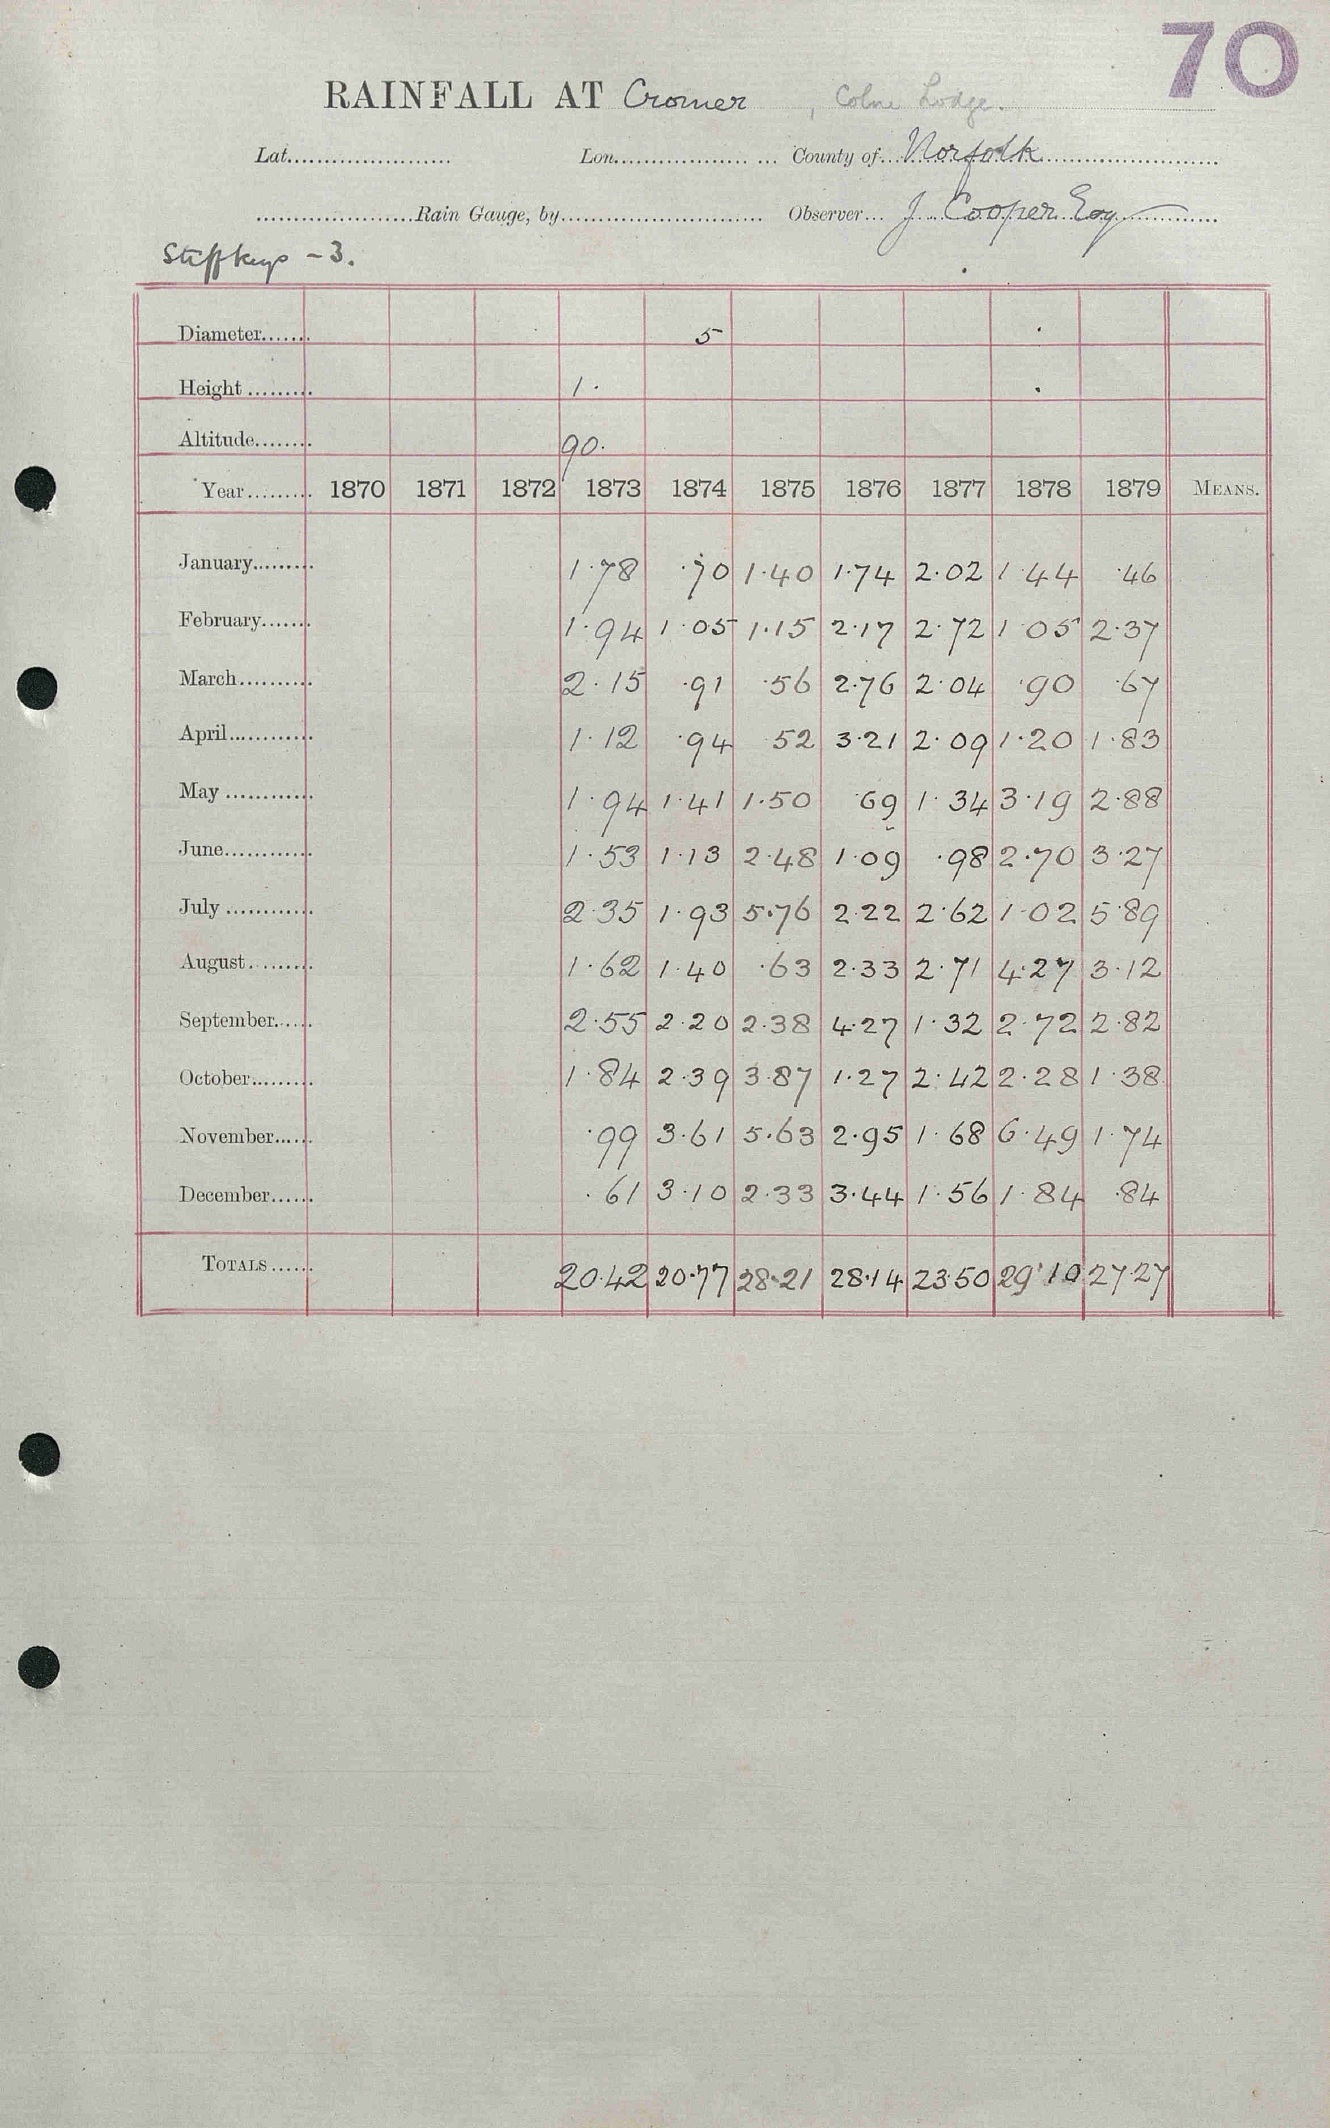 70
RAINFALL AT Cromer , Colne Lodge.
Lat...................... Lon.................. ... County of... Norfolk
......................Rain Gauge, by............................. Observer... J. Cooper Esq
Stiffkeys - 3.
Diameter....... 5
Height ......... 1.
Altitude........ 90.
Year......... 1870 1871 1872 1873 1874 1875 1876 1877 1878 1879 MEANS.
January......... 1.78 .70 1.40 1.74 2.02 1.44 .46
February....... 1.94 1.05 1.15 2.17 2.72 1.05 2.37
March.......... 2.15 .91 .56 2.76 2.04 .90 .67
April............ 1.12 .94 52 3.21 2.09 1.20 1.83
May ............ 1.94 1.41 1.50 .69 1.34 3.19 2.88
June............ 1.53 1.13 2.48 1.09 .98 2.70 3.27
July ............ 2.35 1.93 5.76 2.22 2.62 1.02 5.89
August......... 1.62 1.40 .63 2.33 2.71 4.27 3.12
September...... 2.55 2.20 2.38 4.27 1.32 2.72 2.82
October......... 1.84 2.39 3.87 1.27 2.42 2.28 1.38
November...... .99 3.61 5.63 2.95 1.68 6.49 1.74
December...... .61 3.10 2.33 3.44 1.56 1.84 .84
TOTALS...... 20.42 20.77 28.21 28.14 23.50 29.10 27.27